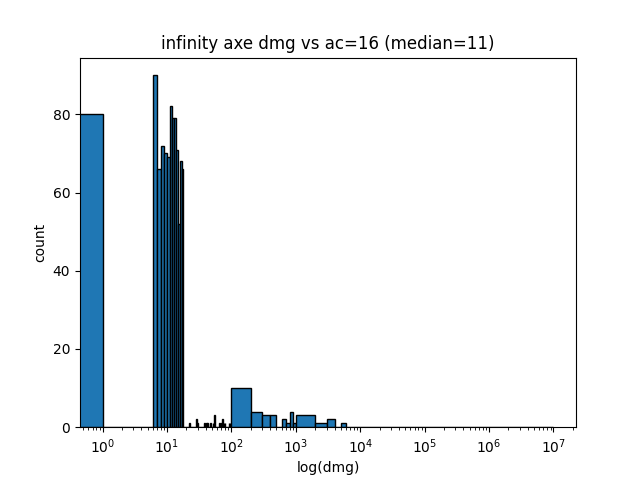 infinity axe dmg vs ac=16 (median=11)
80
60
40
20
0
count
10⁰ 10¹ 10² 10³ 10⁴ 10⁵ 10⁶ 10⁷
log(dmg)